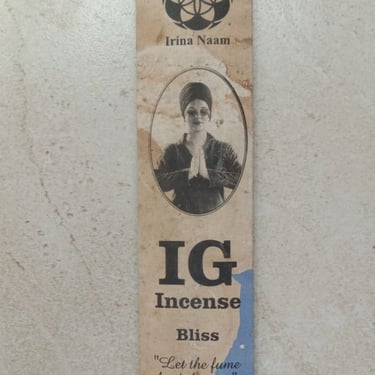 Irina Naam
IG
Incense
Bliss
"Let the fume